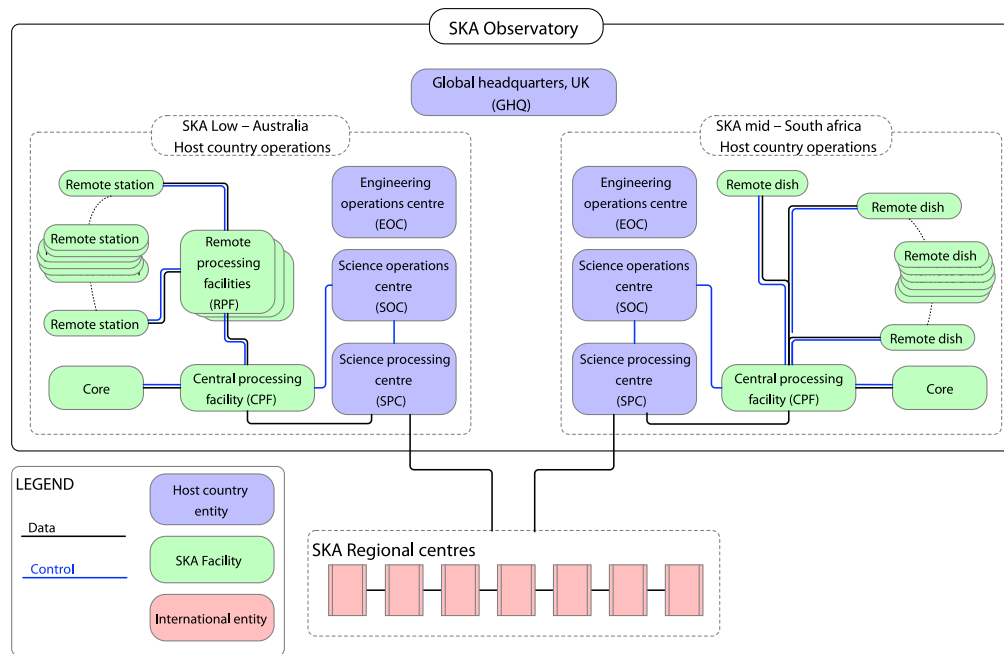 SKA Observatory
Global headquarters, UK
(GHQ)
SKA Low – Australia
Host country operations
Remote station
Remote station
Remote station
Remote
processing
facilities
(RPF)
Core
Central processing
facility (CPF)
Engineering
operations centre
(EOC)
Science operations
centre
(SOC)
Science processing
centre
(SPC)
SKA mid – South africa
Host country operations
Engineering
operations centre
(EOC)
Science operations
centre
(SOC)
Science processing
centre
(SPC)
Remote dish
Remote dish
Remote dish
Remote dish
Central processing
facility (CPF)
Core
LEGEND
Data
Control
Host country
entity
SKA Facility
International entity
SKA Regional centres